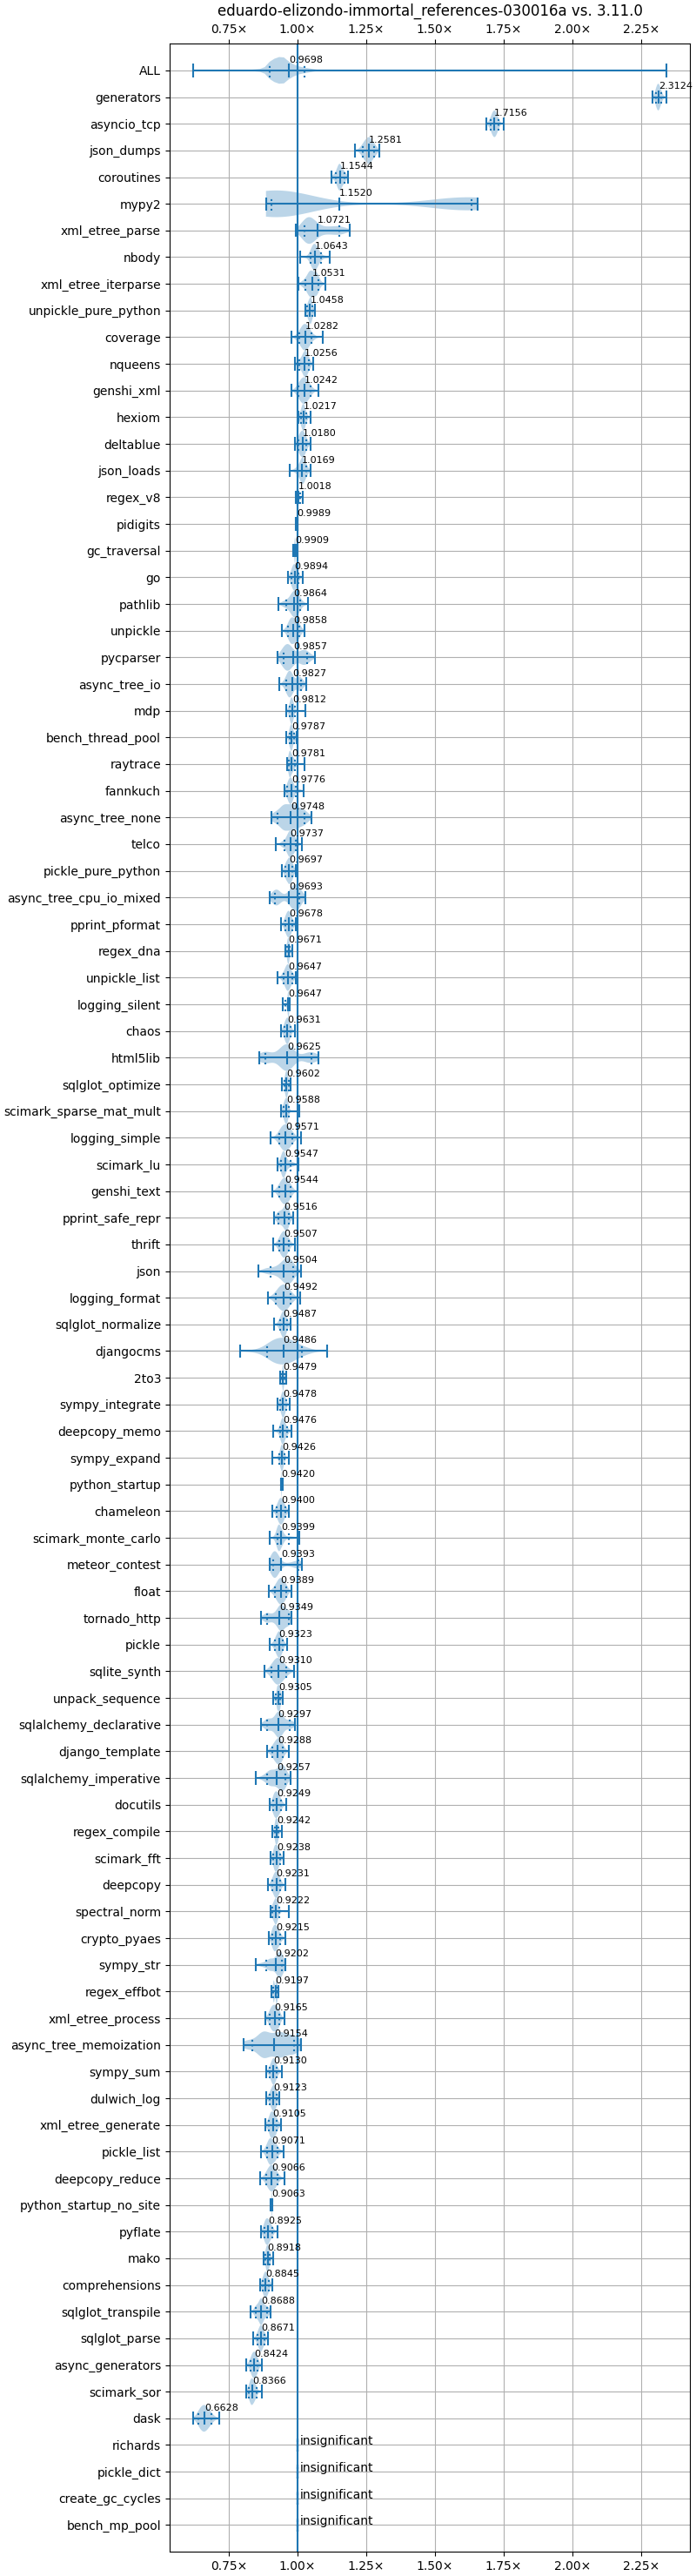 eduardo-elizondo-immortal_references-030016a vs. 3.11.0
0.75× 1.00× 1.25× 1.50× 1.75× 2.00× 2.25×
ALL 0.9698
generators 2.3124
asyncio_tcp 1.7156
json_dumps 1.2581
coroutines 1.1544
mypy2 1.1520
xml_etree_parse 1.0721
nbody 1.0643
xml_etree_iterparse 1.0531
unpickle_pure_python 1.0458
coverage 1.0282
nqueens 1.0256
genshi_xml 1.0242
hexiom 1.0217
deltablue 1.0180
json_loads 1.0169
regex_v8 1.0018
pidigits 0.9989
gc_traversal 0.9909
go 0.9894
pathlib 0.9864
unpickle 0.9858
pycparser 0.9857
async_tree_io 0.9827
mdp 0.9812
bench_thread_pool 0.9787
raytrace 0.9781
fannkuch 0.9776
async_tree_none 0.9748
telco 0.9737
pickle_pure_python 0.9697
async_tree_cpu_io_mixed 0.9693
pprint_pformat 0.9678
regex_dna 0.9671
unpickle_list 0.9647
logging_silent 0.9647
chaos 0.9631
html5lib 0.9625
sqlglot_optimize 0.9602
scimark_sparse_mat_mult 0.9588
logging_simple 0.9571
scimark_lu 0.9547
genshi_text 0.9544
pprint_safe_repr 0.9516
thrift 0.9507
json 0.9504
logging_format 0.9492
sqlglot_normalize 0.9487
djangocms 0.9486
2to3 0.9479
sympy_integrate 0.9478
deepcopy_memo 0.9476
sympy_expand 0.9426
python_startup 0.9420
chameleon 0.9400
scimark_monte_carlo 0.9399
meteor_contest 0.9393
float 0.9389
tornado_http 0.9349
pickle 0.9323
sqlite_synth 0.9310
unpack_sequence 0.9305
sqlalchemy_declarative 0.9297
django_template 0.9288
sqlalchemy_imperative 0.9257
docutils 0.9249
regex_compile 0.9242
scimark_fft 0.9238
deepcopy 0.9231
spectral_norm 0.9222
crypto_pyaes 0.9215
sympy_str 0.9202
regex_effbot 0.9197
xml_etree_process 0.9165
async_tree_memoization 0.9154
sympy_sum 0.9130
dulwich_log 0.9123
xml_etree_generate 0.9105
pickle_list 0.9071
deepcopy_reduce 0.9066
python_startup_no_site 0.9063
pyflate 0.8925
mako 0.8918
comprehensions 0.8845
sqlglot_transpile 0.8688
sqlglot_parse 0.8671
async_generators 0.8424
scimark_sor 0.8366
dask 0.6628
richards insignificant
pickle_dict insignificant
create_gc_cycles insignificant
bench_mp_pool insignificant
0.75× 1.00× 1.25× 1.50× 1.75× 2.00× 2.25×